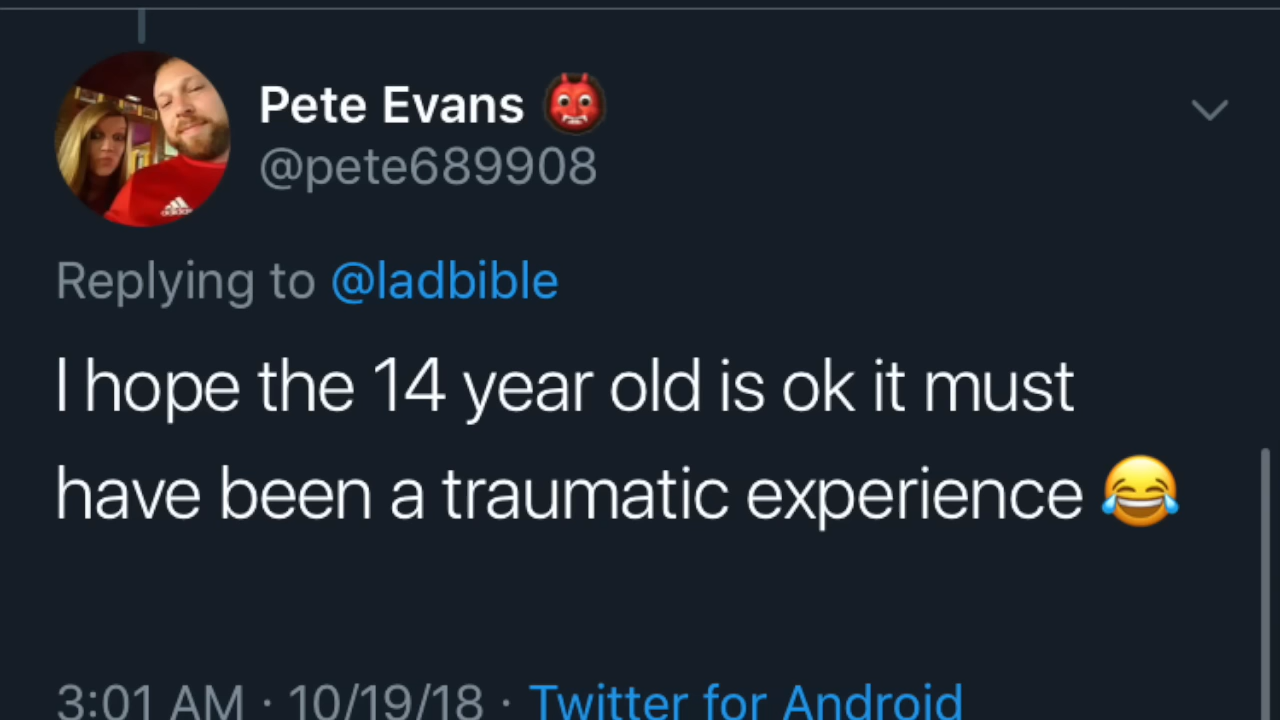 Pete Evans 👹
@pete689908
Replying to @ladbible
I hope the 14 year old is ok it must
have been a traumatic experience 😂
3:01 AM · 10/19/18 · Twitter for Android
adidas